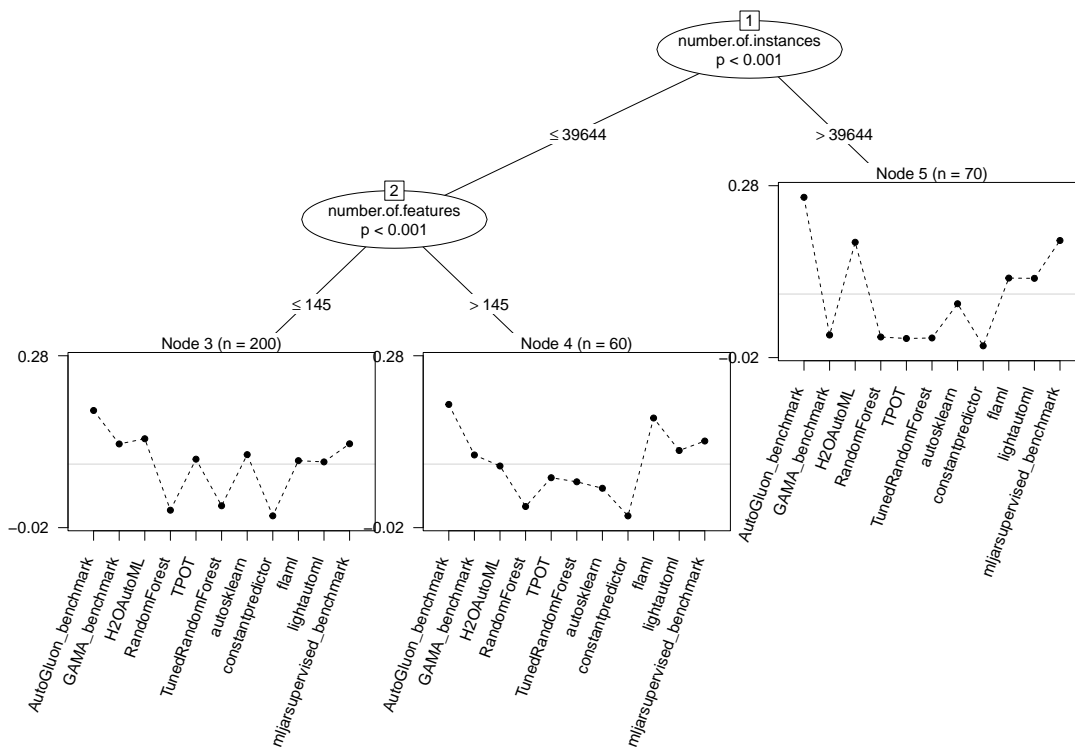 1
number.of.instances
p < 0.001
≤ 39644
> 39644
2
number.of.features
p < 0.001
≤ 145
> 145
Node 3 (n = 200)
0.28
−0.02
AutoGluon_benchmark
GAMA_benchmark
H2OAutoML
RandomForest
TPOT
TunedRandomForest
autosklearn
constantpredictor
flaml
lightautoml
mljarsupervised_benchmark
Node 4 (n = 60)
0.28
−0.02
AutoGluon_benchmark
GAMA_benchmark
H2OAutoML
RandomForest
TPOT
TunedRandomForest
autosklearn
constantpredictor
flaml
lightautoml
mljarsupervised_benchmark
Node 5 (n = 70)
0.28
−0.02
AutoGluon_benchmark
GAMA_benchmark
H2OAutoML
RandomForest
TPOT
TunedRandomForest
autosklearn
constantpredictor
flaml
lightautoml
mljarsupervised_benchmark